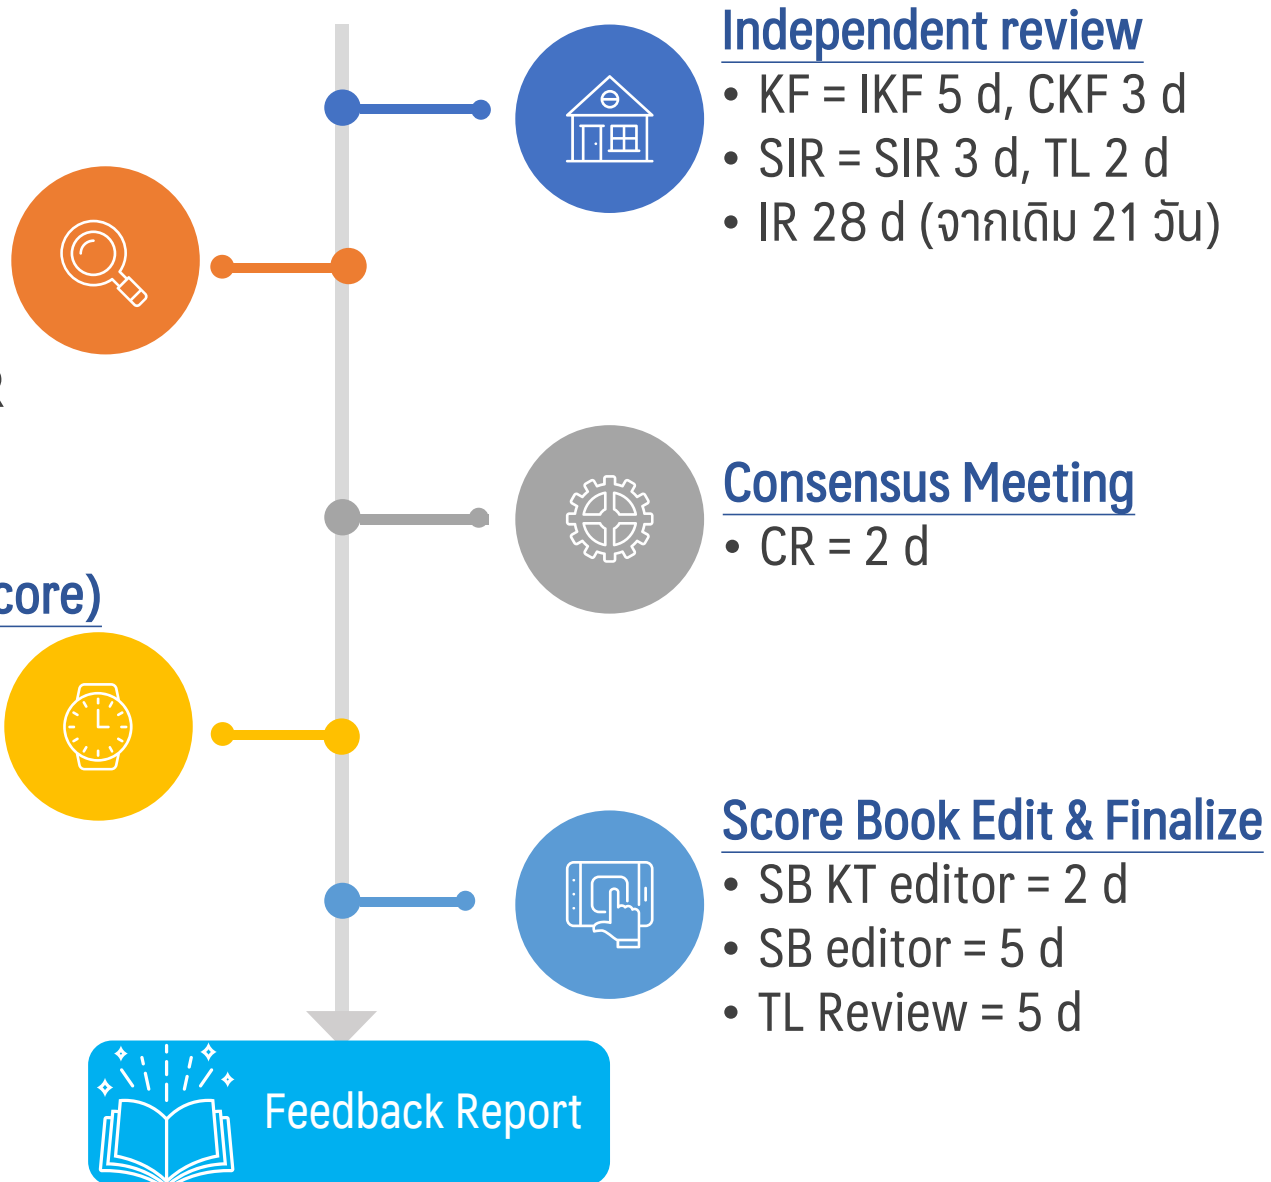 Independent review
• KF = IKF 5 d, CKF 3 d
• SIR = SIR 3 d, TL 2 d
• IR 28 d (จากเดิม 21 วัน)
R
Consensus Meeting
• CR = 2 d
core)
Score Book Edit & Finalize
• SB KT editor = 2 d
• SB editor = 5 d
• TL Review = 5 d
Feedback Report